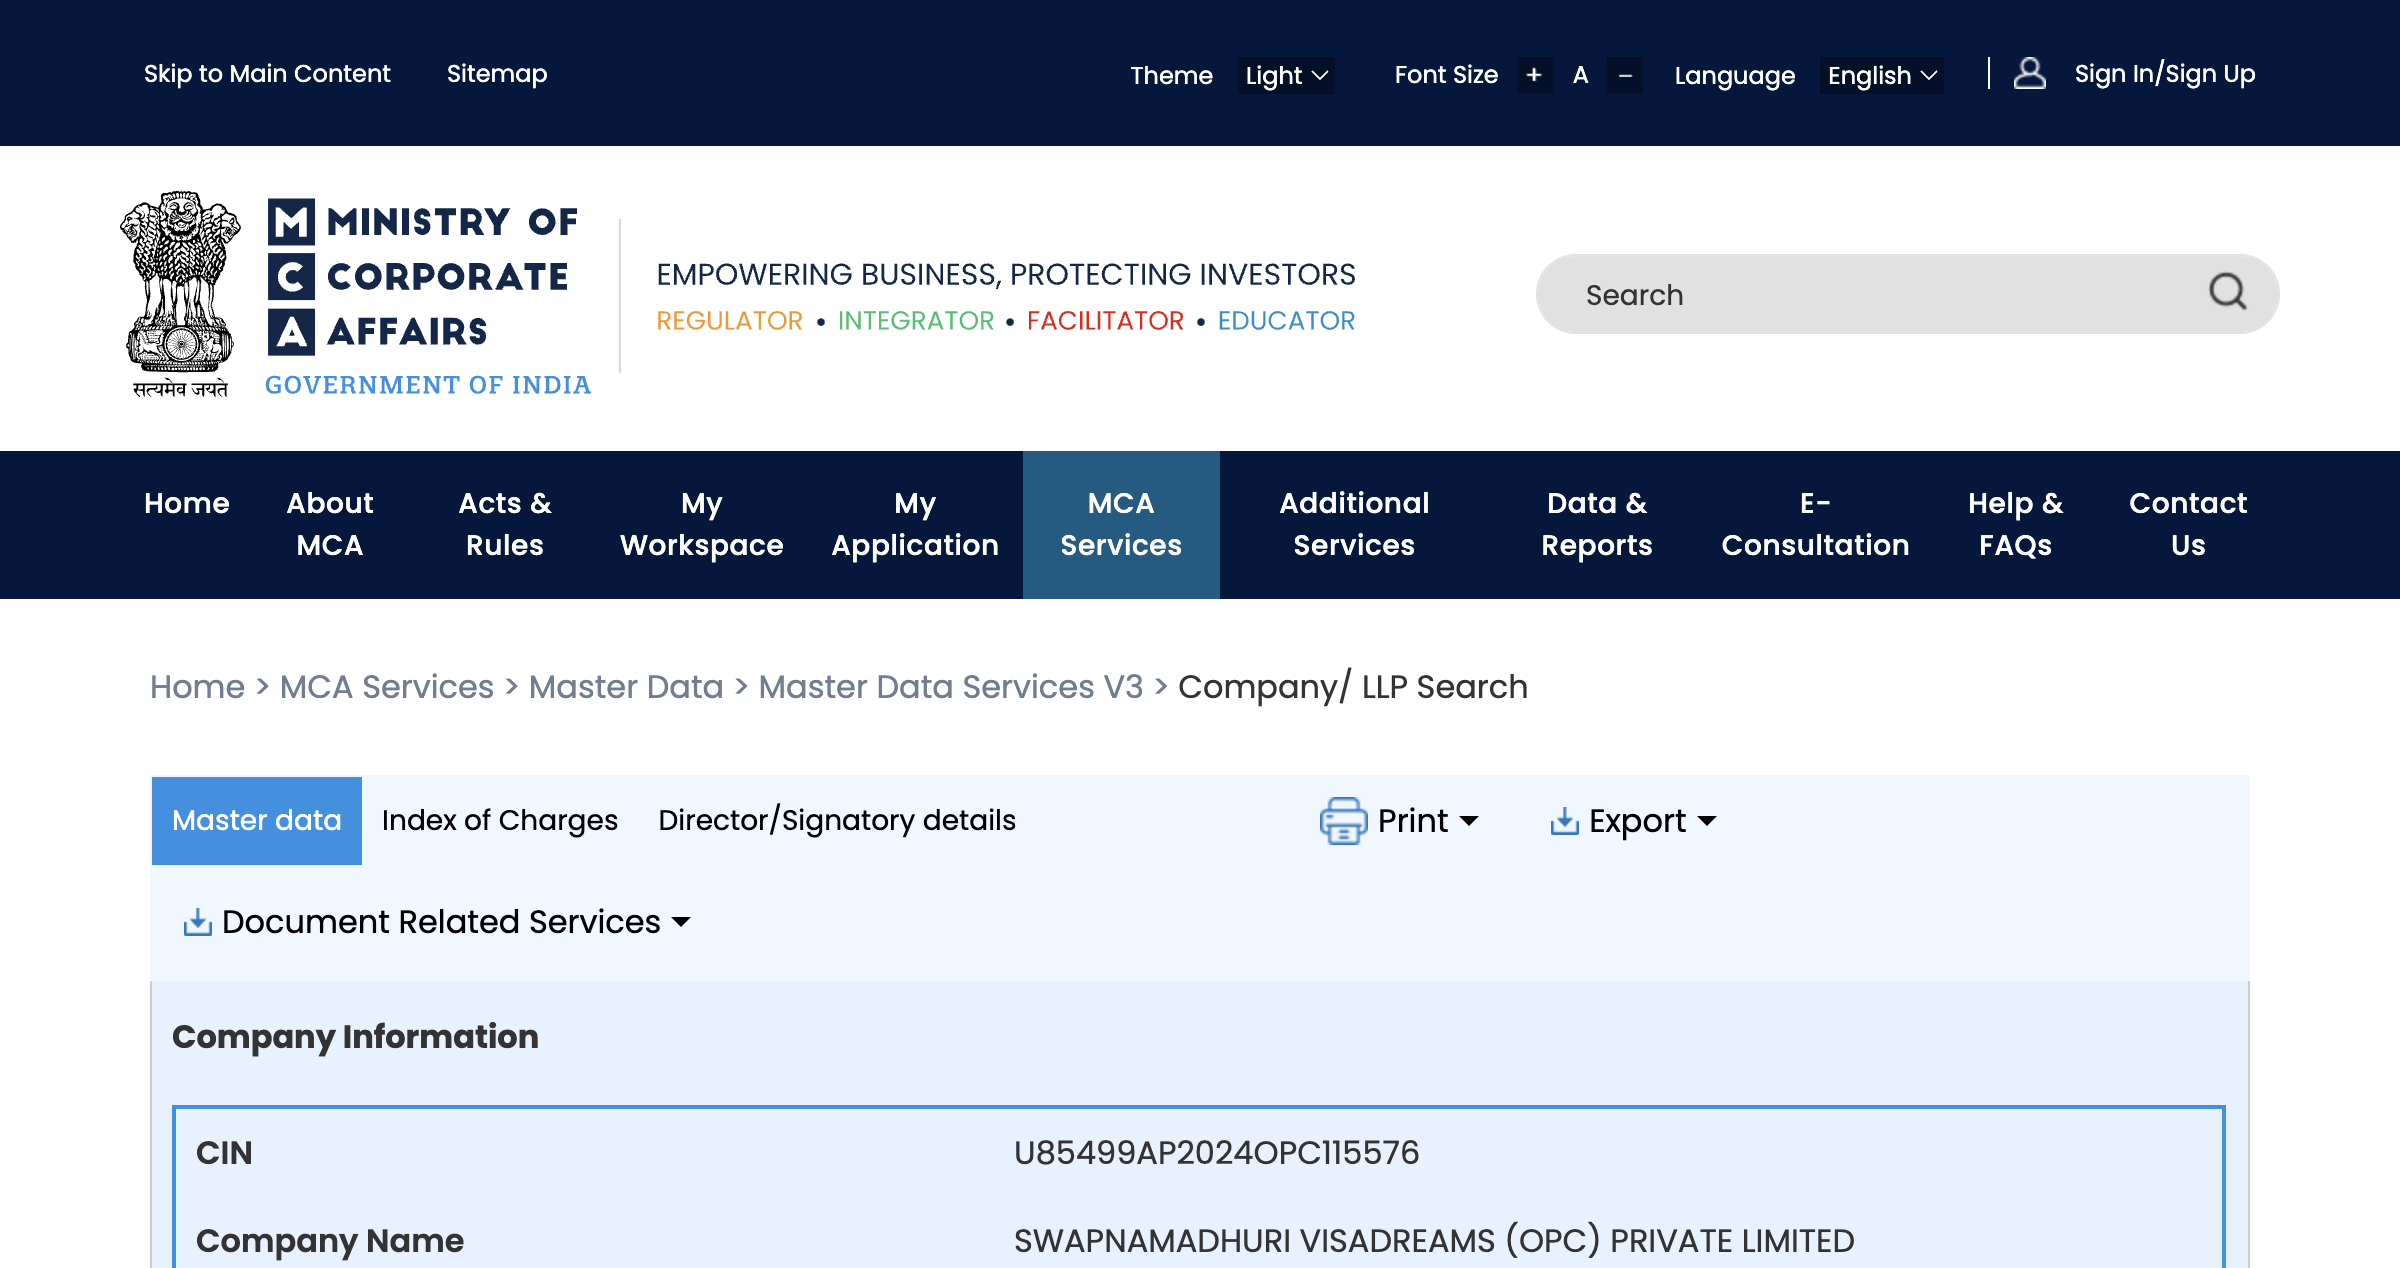 Skip to Main Content Sitemap Theme Light Font Size + A - Language English Sign In/Sign Up
M MINISTRY OF
C CORPORATE
A AFFAIRS
GOVERNMENT OF INDIA
सत्यमेव जयते
EMPOWERING BUSINESS, PROTECTING INVESTORS
REGULATOR • INTEGRATOR • FACILITATOR • EDUCATOR
Search
Home
About
MCA
Acts &
Rules
My
Workspace
My
Application
MCA
Services
Additional
Services
Data &
Reports
E-
Consultation
Help &
FAQs
Contact
Us
Home > MCA Services > Master Data > Master Data Services V3 > Company/ LLP Search
Master data Index of Charges Director/Signatory details Print Export
Document Related Services
Company Information
CIN U85499AP2024OPC115576
Company Name SWAPNAMADHURI VISADREAMS (OPC) PRIVATE LIMITED